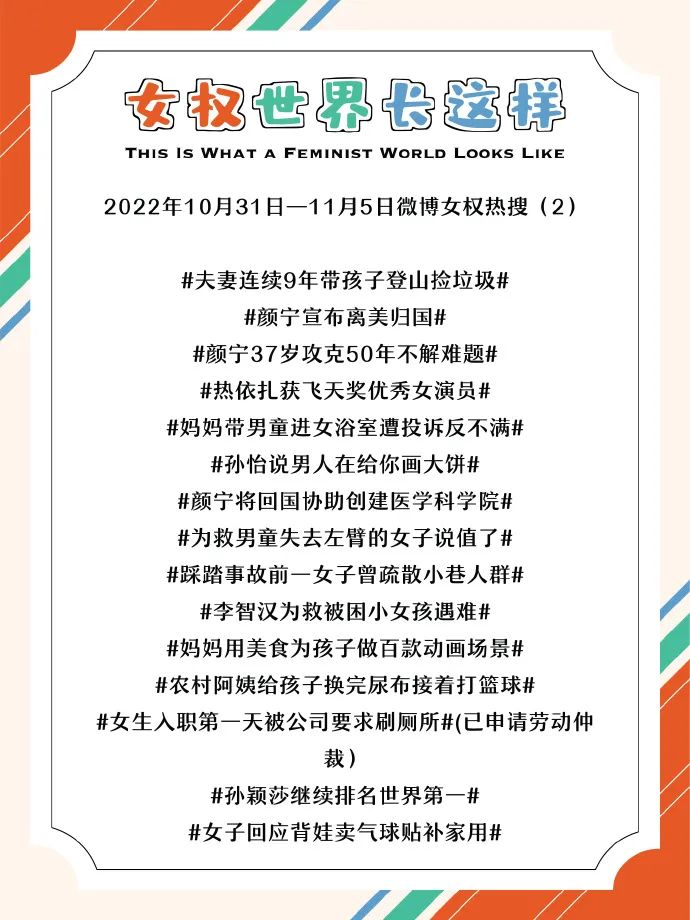 女权世界长这样
THIS IS WHAT A FEMINIST WORLD LOOKS LIKE
2022年10月31日—11月5日微博女权热搜（2）
#夫妻连续9年带孩子登山捡垃圾#
#颜宁宣布离美归国#
#颜宁37岁攻克50年不解难题#
#热依扎获飞天奖优秀女演员#
#妈妈带男童进女浴室遭投诉反不满#
#孙怡说男人在给你画大饼#
#颜宁将回国协助创建医学科学院#
#为救男童失去左臂的女子说值了#
#踩踏事故前一女子曾疏散小巷人群#
#李智汉为救被困小女孩遇难#
#妈妈用美食为孩子做百款动画场景#
#农村阿姨给孩子换完尿布接着打篮球#
#女生入职第一天被公司要求刷厕所#(已申请劳动仲
裁）
#孙颖莎继续排名世界第一#
#女子回应背娃卖气球贴补家用#